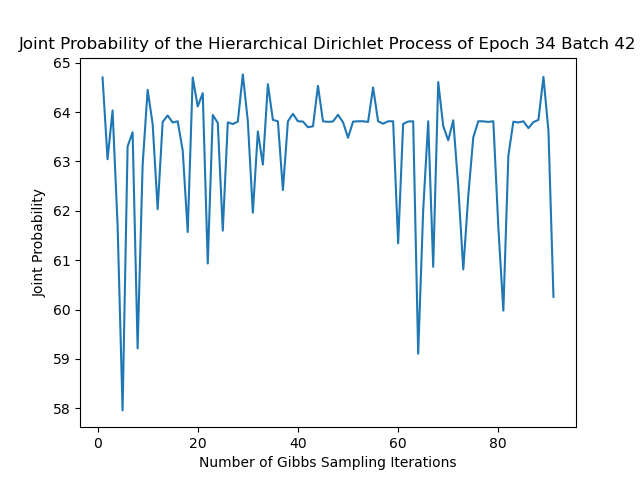 Joint Probability of the Hierarchical Dirichlet Process of Epoch 34 Batch 42
65
64
63
62
61
60
59
58
Joint Probability
0 20 40 60 80
Number of Gibbs Sampling Iterations